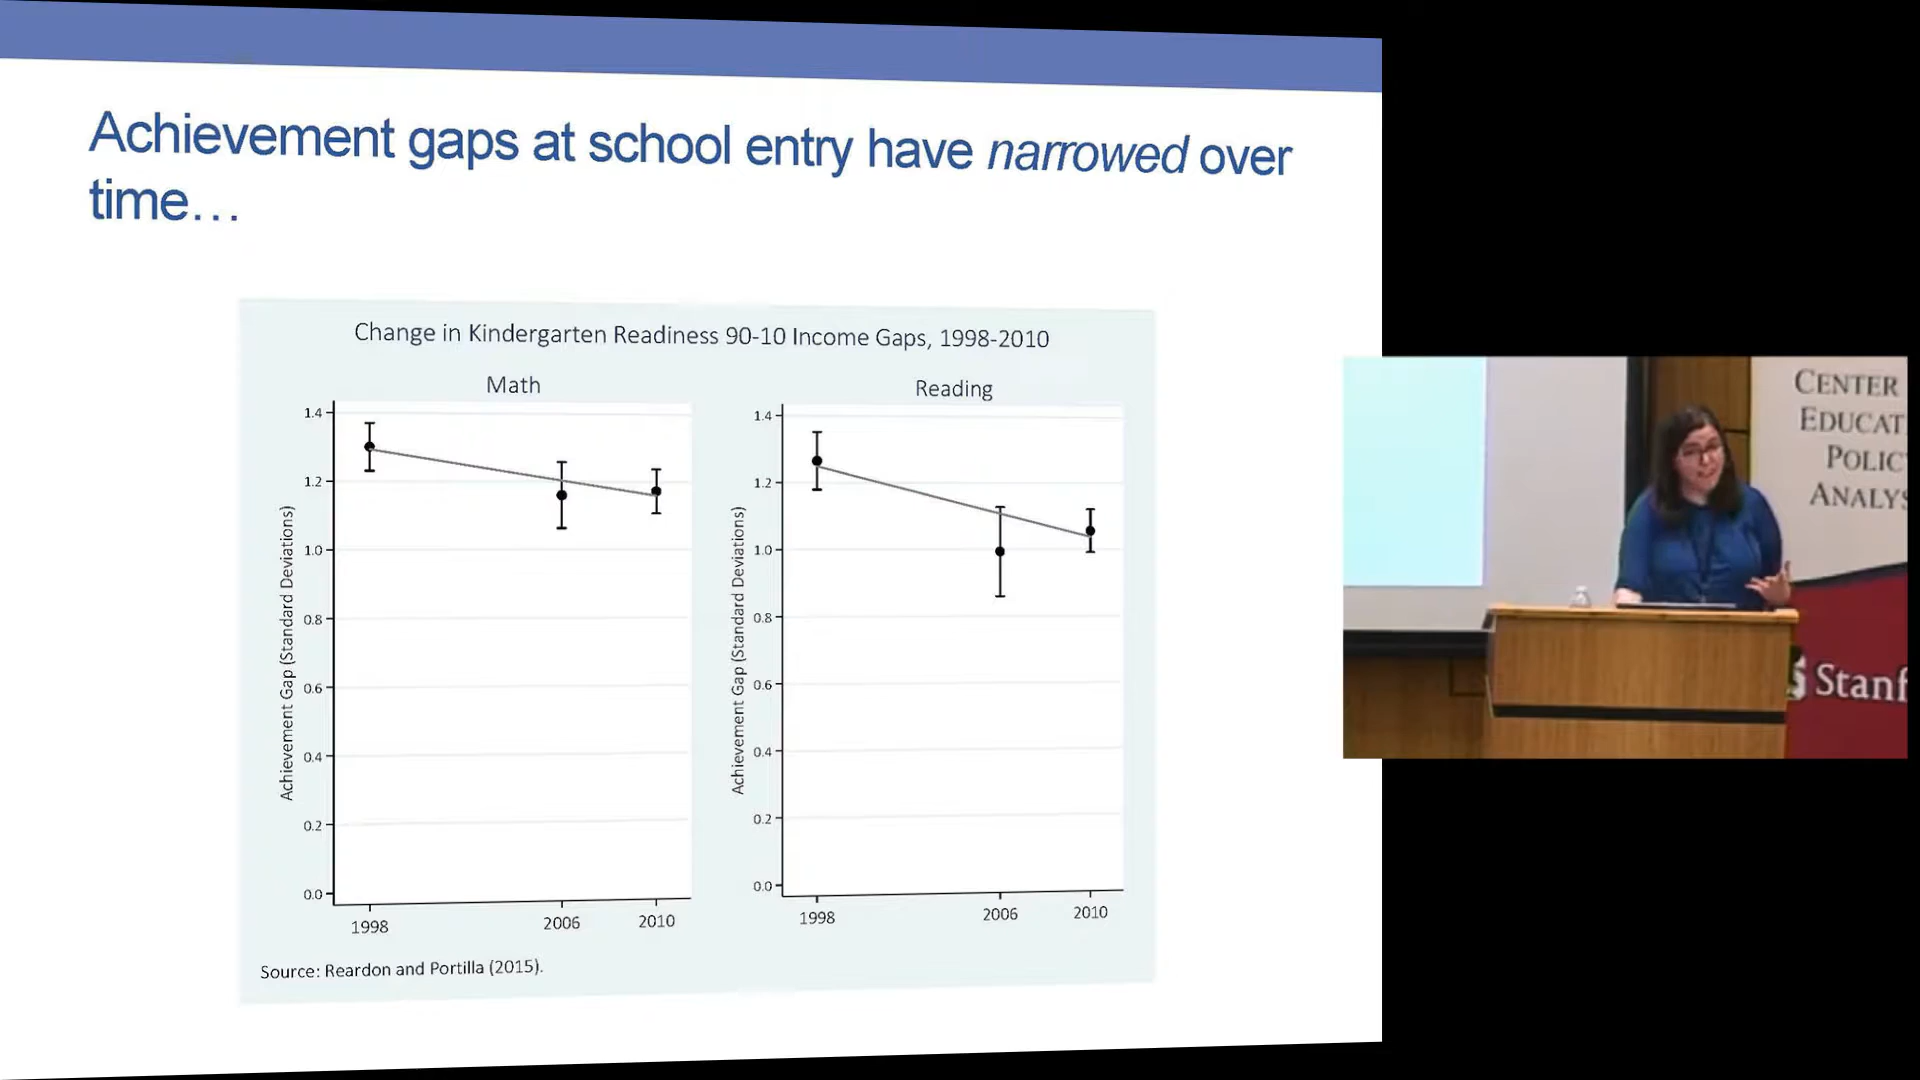 Achievement gaps at school entry have narrowed over
time…
Change in Kindergarten Readiness 90-10 Income Gaps, 1998-2010
Math
Reading
Achievement Gap (Standard Deviations)
1.4
1.2
1.0
0.8
0.6
0.4
0.2
0.0
1998
2006
2010
Achievement Gap (Standard Deviations)
1.4
1.2
1.0
0.8
0.6
0.4
0.2
0.0
1998
2006
2010
Source: Reardon and Portilla (2015).
CENTER
EDUCAT
POLIC
ANALYS
Stanf